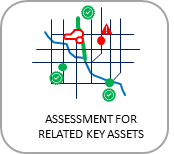 ASSESSMENT FOR
RELATED KEY ASSETS